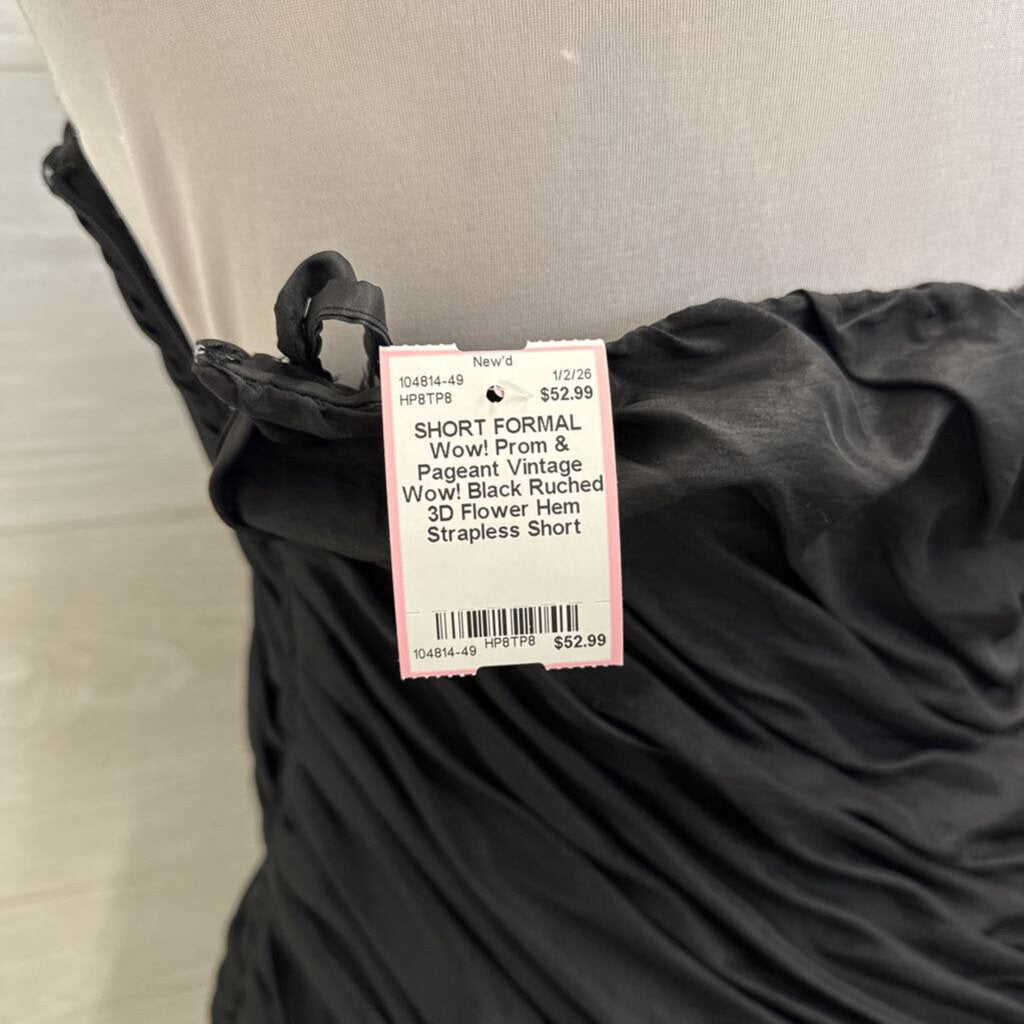 New'd
104814-49 1/2/26
HP8TP8 $52.99
SHORT FORMAL
Wow! Prom &
Pageant Vintage
Wow! Black Ruched
3D Flower Hem
Strapless Short
104814-49 HP8TP8 $52.99